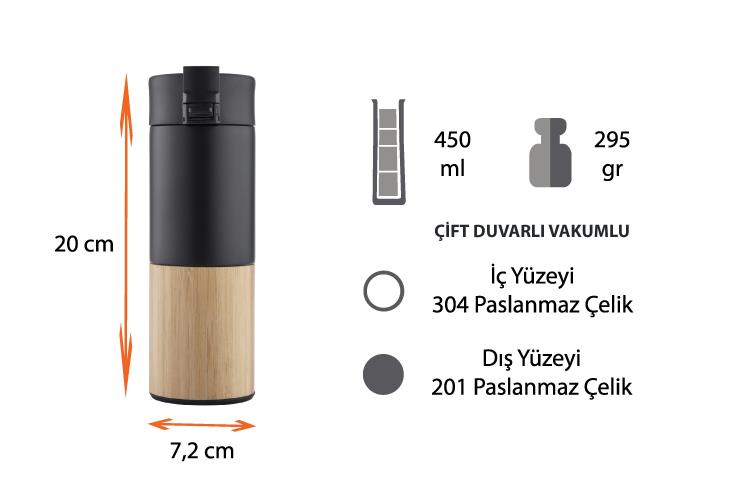 20 cm
7,2 cm
450
ml
295
gr
ÇİFT DUVARLI VAKUMLU
İç Yüzeyi
304 Paslanmaz Çelik
Dış Yüzeyi
201 Paslanmaz Çelik